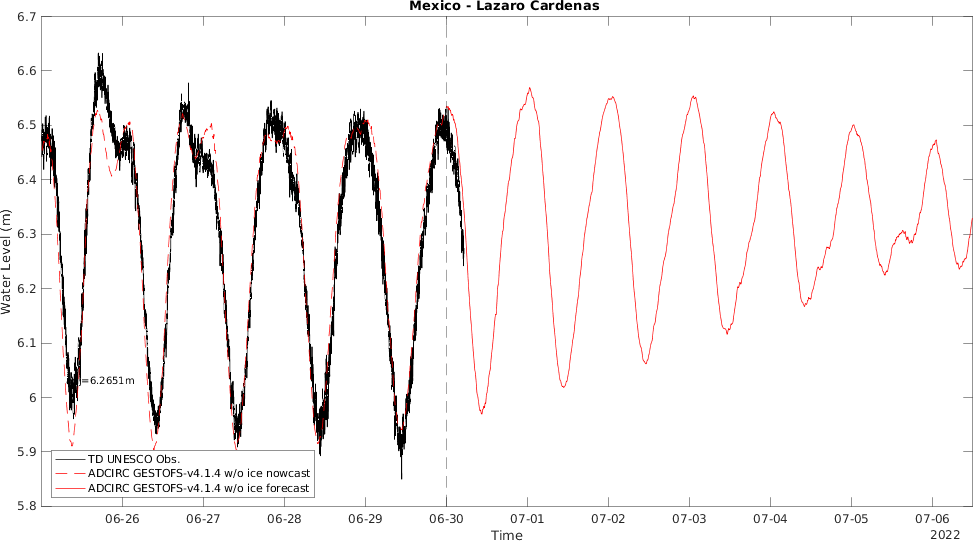 Mexico - Lazaro Cardenas
6.7
6.6
6.5
6.4
6.3
6.2
6.1
6
5.9
5.8
Water Level (m)
=6.2651m
TD UNESCO Obs.
ADCIRC GESTOFS-v4.1.4 w/o ice nowcast
ADCIRC GESTOFS-v4.1.4 w/o ice forecast
06-26 06-27 06-28 06-29 06-30 07-01 07-02 07-03 07-04 07-05 07-06
2022
Time